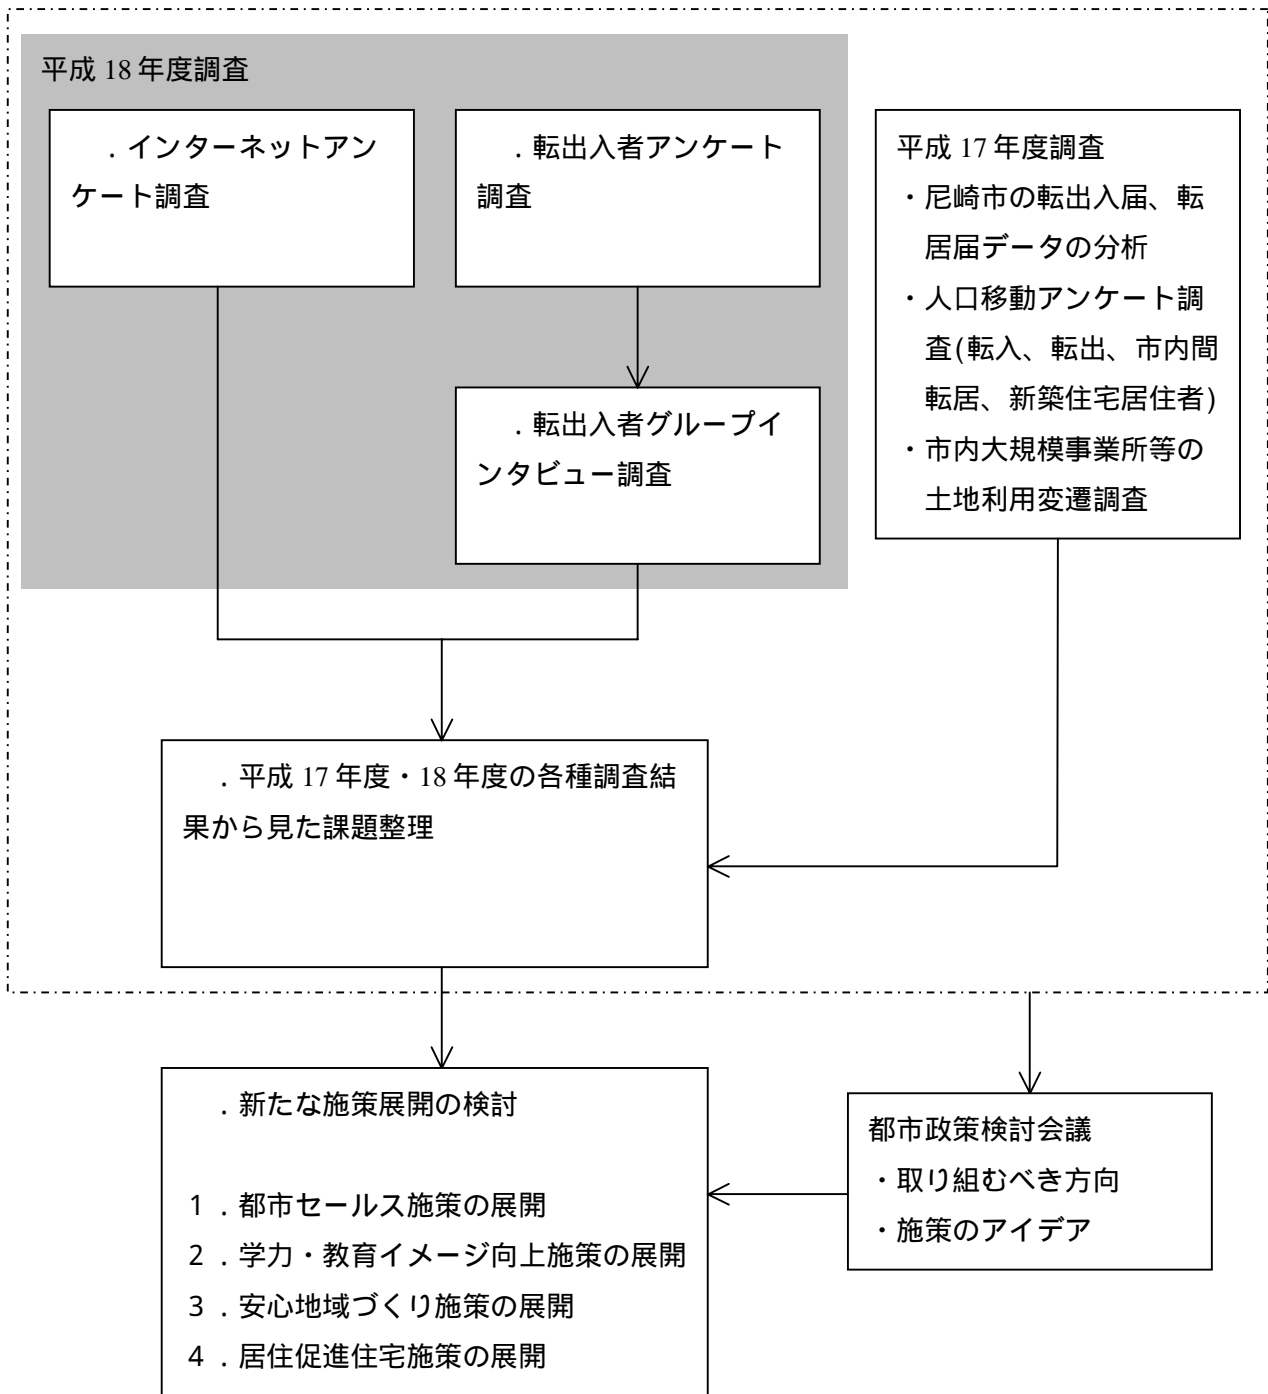 平成 18 年度調査
．インターネットアン
ケート調査
．転出入者アンケート
調査
．転出入者グループイ
ンタビュー調査
平成 17 年度調査
・尼崎市の転出入届、転
居届データの分析
・人口移動アンケート調
査(転入、転出、市内間
転居、新築住宅居住者)
・市内大規模事業所等の
土地利用変遷調査
．平成 17 年度・18 年度の各種調査結
果から見た課題整理
．新たな施策展開の検討
１．都市セールス施策の展開
２．学力・教育イメージ向上施策の展開
３．安心地域づくり施策の展開
４．居住促進住宅施策の展開
都市政策検討会議
・取り組むべき方向
・施策のアイデア